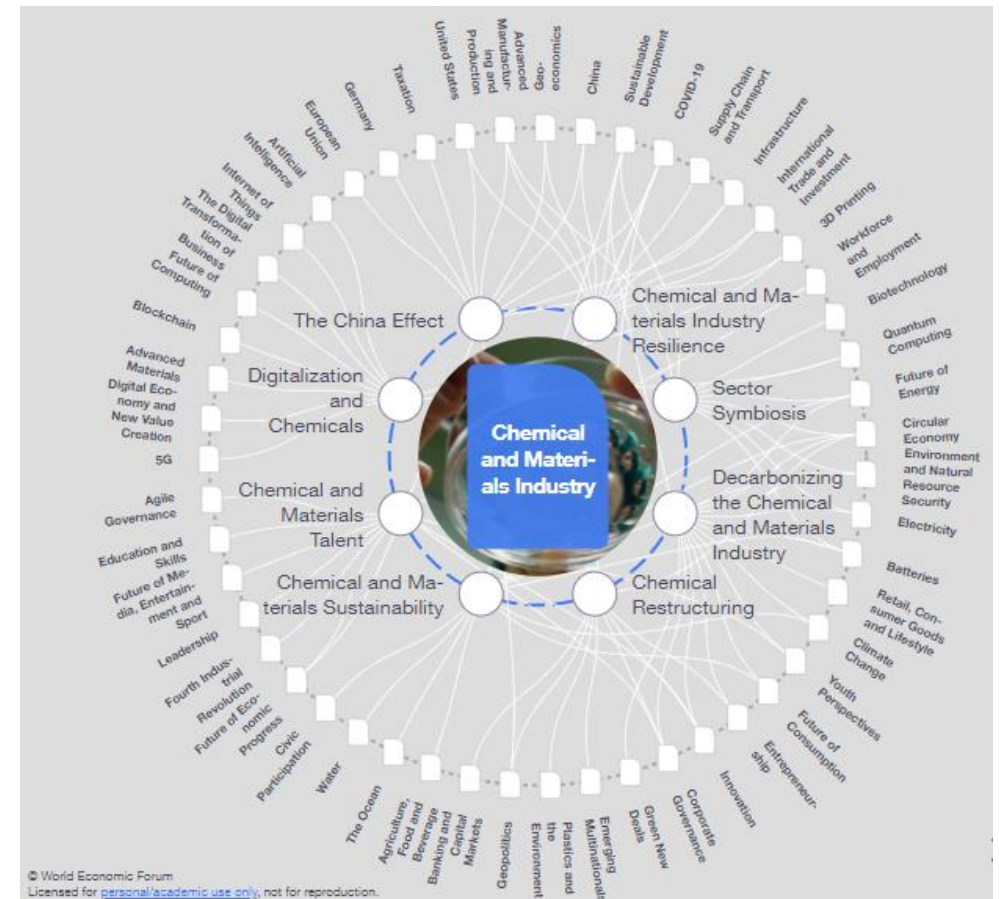 United States
Advanced
Manufactur-
ing and
Production
Geo-
economics
China
Sustainable
Development
COVID-19
Supply Chain
and Transport
Infrastructure
International
Trade and
Investment
3D Printing
Workforce
and
Employment
Biotechnology
Quantum
Computing
Future of
Energy
Circular
Economy
Environment
and Natural
Resource
Security
Electricity
Batteries
Retail, Con-
sumer Goods
and Lifestyle
Climate
Change
Youth
Perspectives
Future of
Consumption
Entrepreneur-
ship
Innovation
Corporate
Governance
Green New
Deals
Emerging
Multinationals
Plastics and
the
Environment
Geopolitics
Banking and
Capital
Markets
Agriculture,
Food and
Beverage
The Ocean
Water
Civic
Participation
Future of Eco-
nomic
Progress
Fourth Indus-
trial
Revolution
Leadership
Future of Me-
dia, Entertain-
ment and
Sport
Education and
Skills
Agile
Governance
5G
Digital Eco-
nomy and
New Value
Creation
Advanced
Materials
Blockchain
Future of
Computing
The Digital
Transforma-
tion of
Business
Internet of
Things
Artificial
Intelligence
European
Union
Germany
Taxation
The China Effect
Chemical and Ma-
terials Industry
Resilience
Digitalization
and
Chemicals
Sector
Symbiosis
Chemical
and Materi-
als Industry
Chemical and
Materials
Talent
Decarbonizing
the Chemical
and Materials
Industry
Chemical and Ma-
terials Sustainability
Chemical
Restructuring
© World Economic Forum
Licensed for personal/academic use only, not for reproduction.